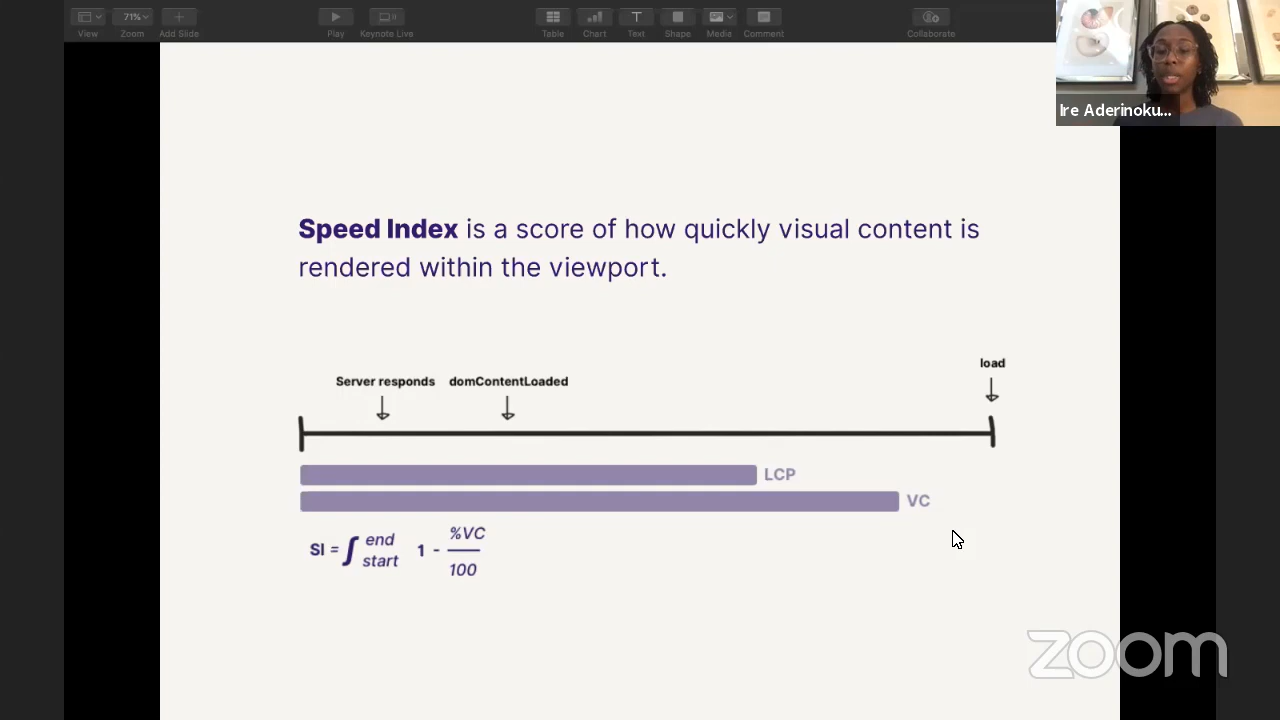 View
71%
Zoom
Add Slide
Play
Keynote Live
Table
Chart
Text
Shape
Media
Comment
Collaborate
Ire Aderinoku...
Speed Index is a score of how quickly visual content is
rendered within the viewport.
load
Server responds domContentLoaded
LCP
VC
SI = ∫ end start 1 - %VC / 100
zoom